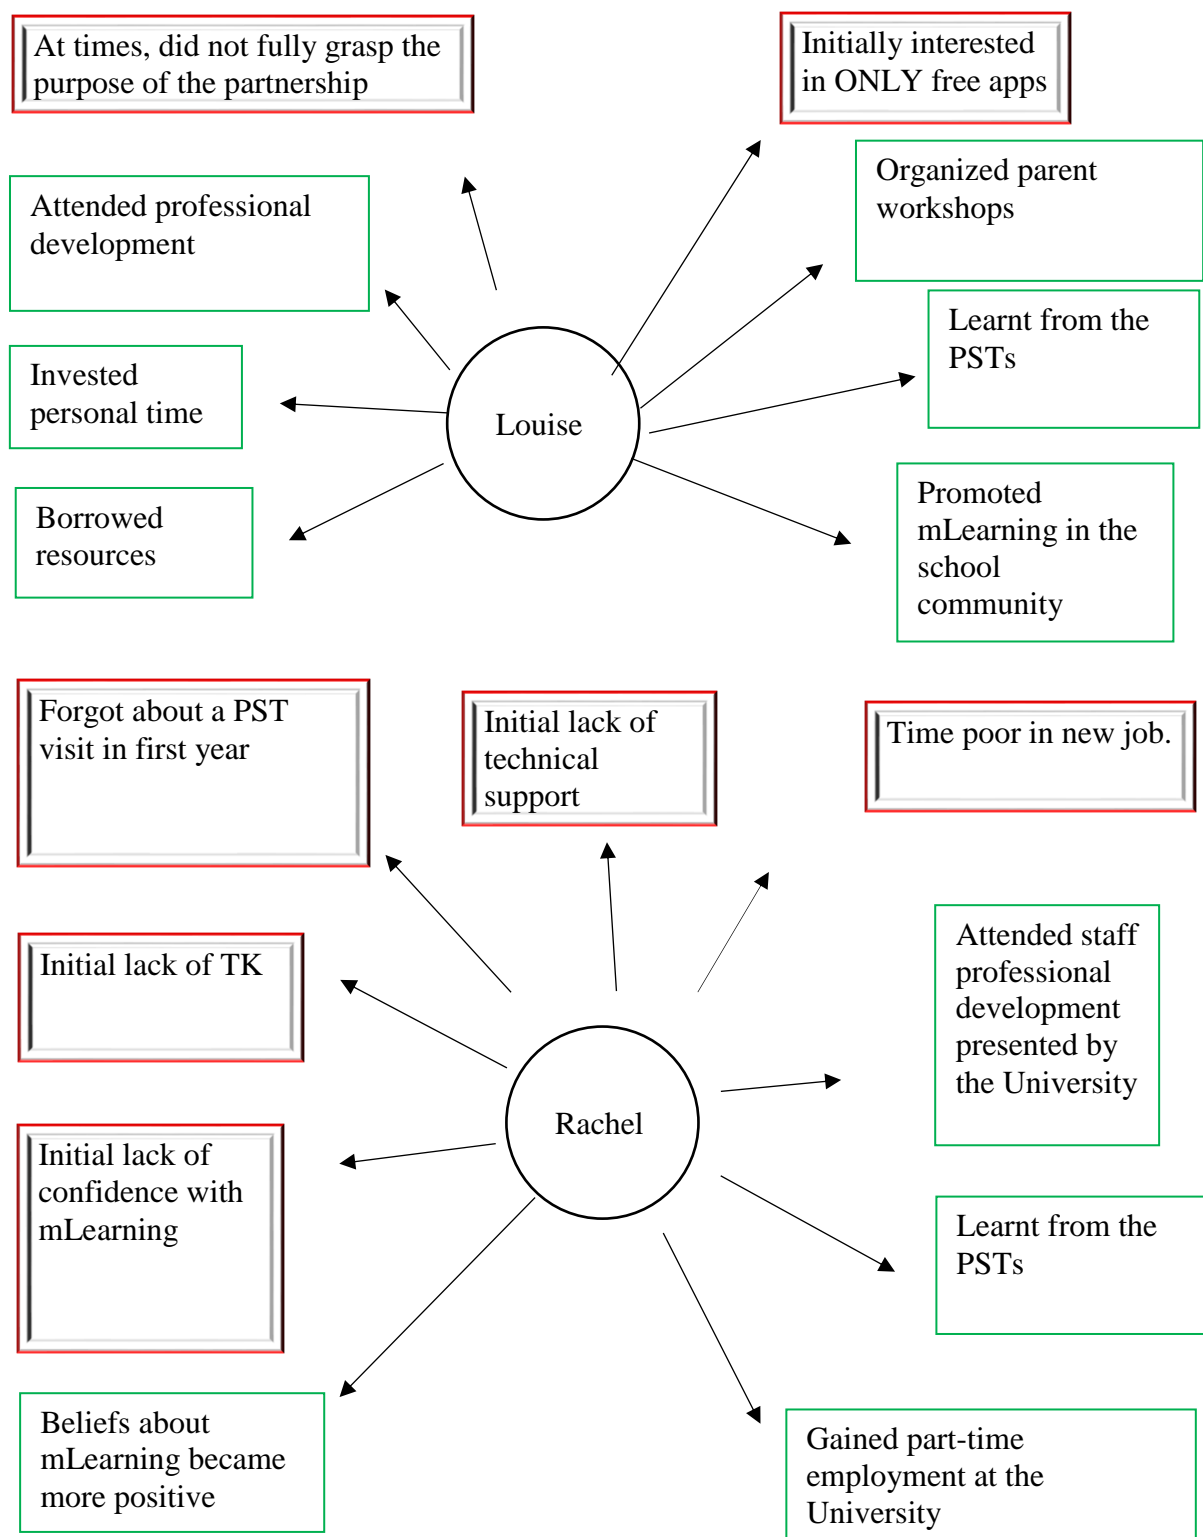 At times, did not fully grasp the
purpose of the partnership
Initially interested
in ONLY free apps
Attended professional
development
Organized parent
workshops
Invested
personal time
Learnt from the
PSTs
Louise
Borrowed
resources
Promoted
mLearning in the
school
community
Forgot about a PST
visit in first year
Initial lack of
technical
support
Time poor in new job.
Initial lack of TK
Attended staff
professional
development
presented by
the University
Rachel
Initial lack of
confidence with
mLearning
Learnt from the
PSTs
Beliefs about
mLearning became
more positive
Gained part-time
employment at the
University